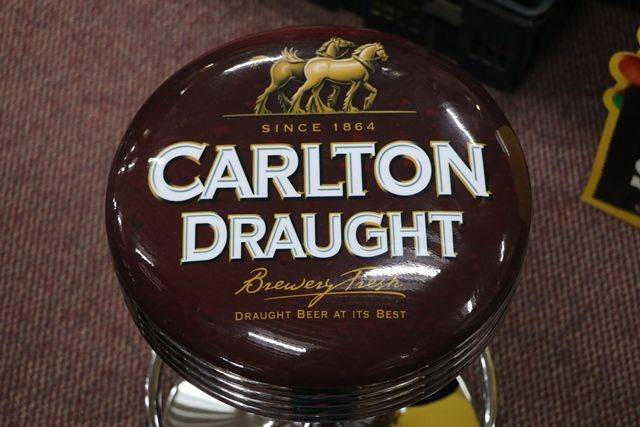 SINCE 1864
CARLTON
DRAUGHT
Brewery Fresh
DRAUGHT BEER AT ITS BEST